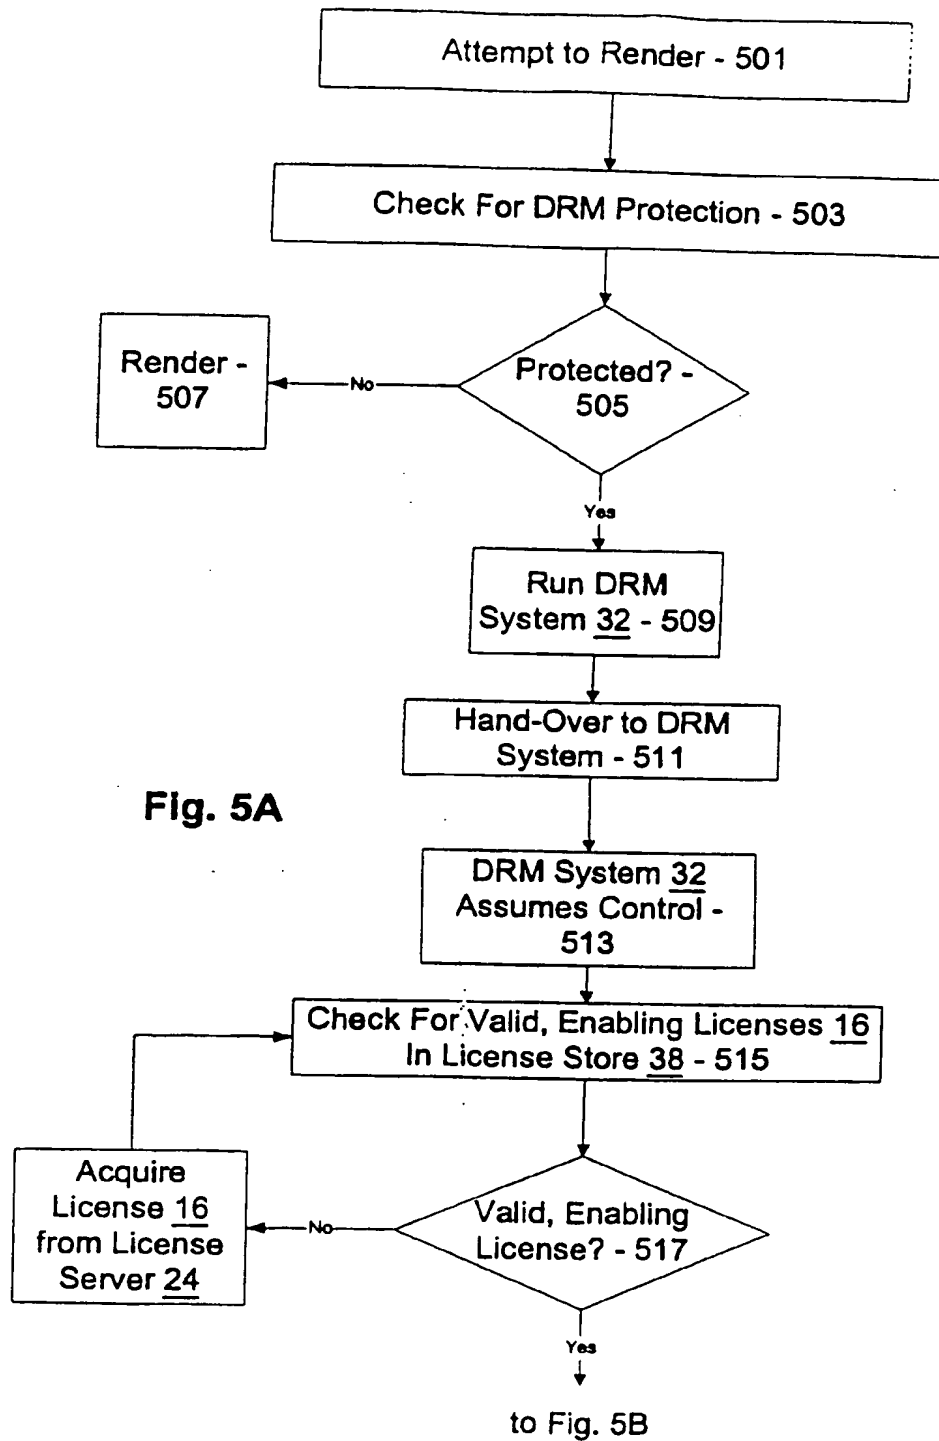 Attempt to Render - 501
Check For DRM Protection - 503
Protected? -
505
No
Render -
507
Yes
Run DRM
System 32 - 509
Hand-Over to DRM
System - 511
Fig. 5A
DRM System 32
Assumes Control -
513
Check For Valid, Enabling Licenses 16
In License Store 38 - 515
Valid, Enabling
License? - 517
No
Acquire
License 16
from License
Server 24
Yes
to Fig. 5B